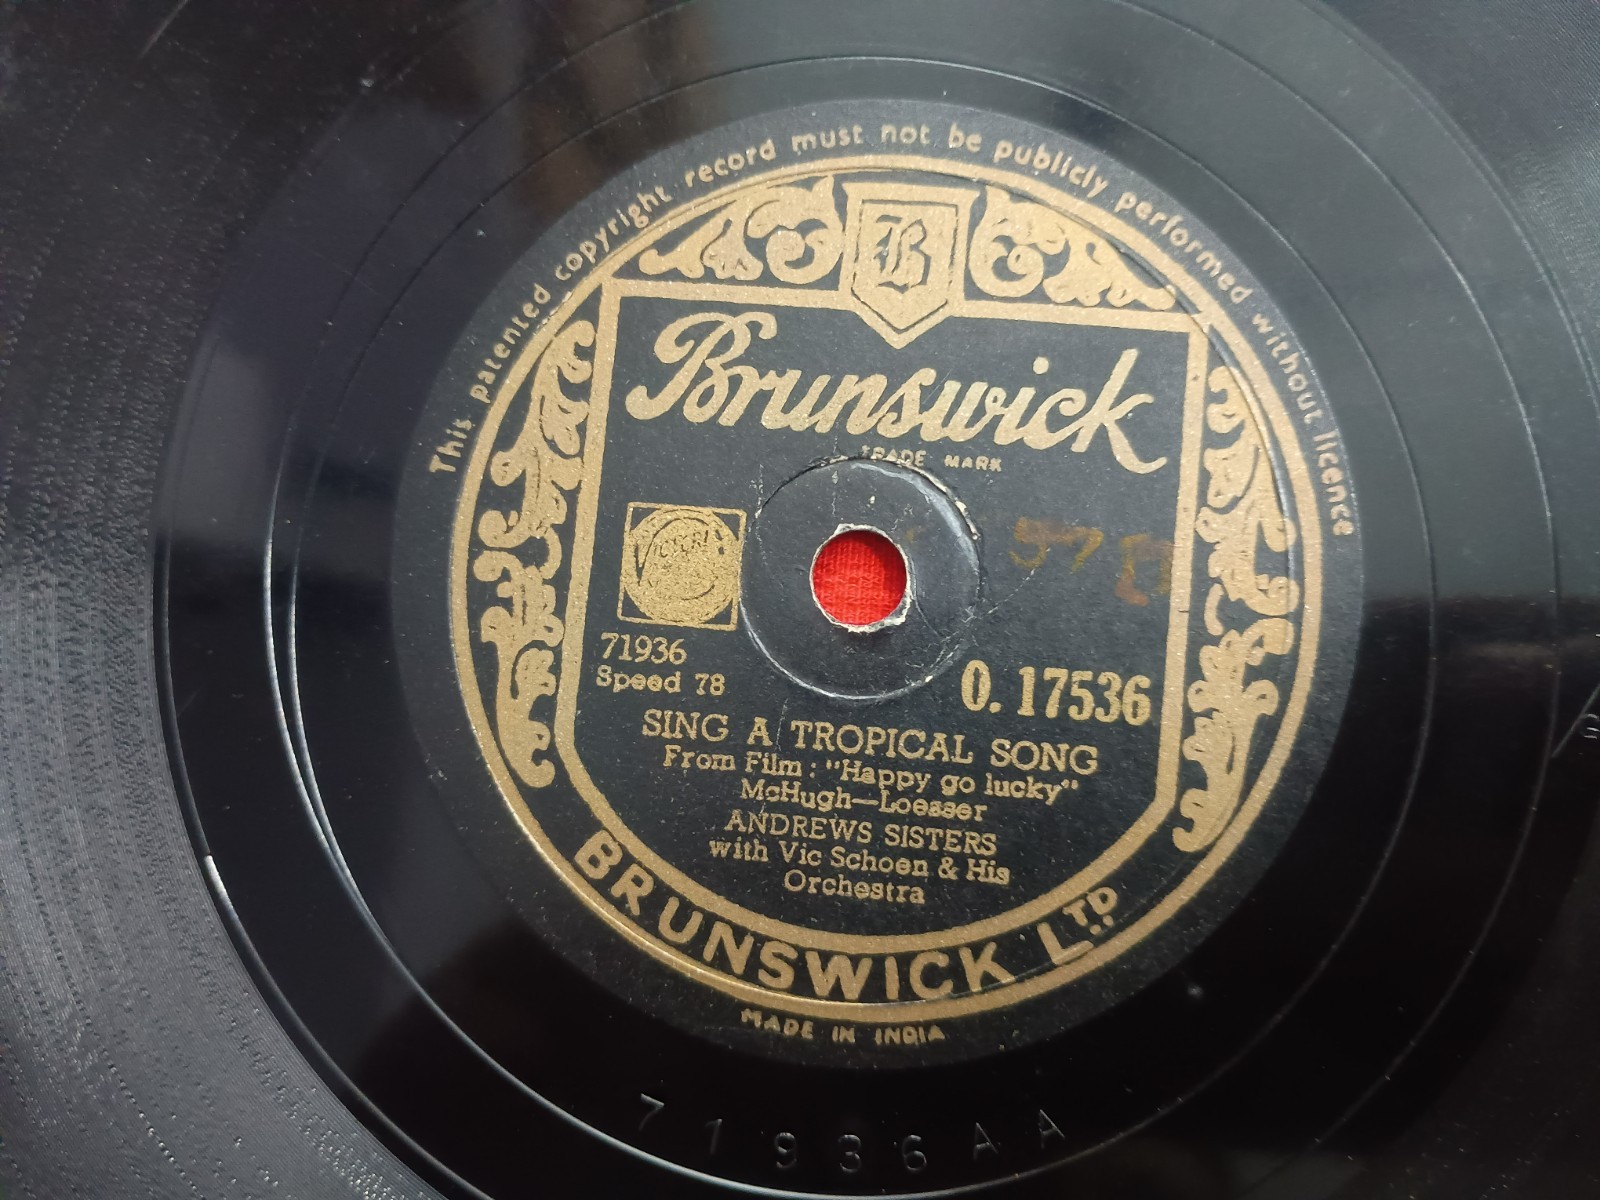 This patented copyright record must not be publicly performed without licence
B
Brunswick
TRADE MARK
71936
Speed 78
O. 17536
SING A TROPICAL SONG
From Film : "Happy go lucky"
McHugh—Loesser
ANDREWS SISTERS
with Vic Schoen & His
Orchestra
BRUNSWICK LTD
MADE IN INDIA
71936AA